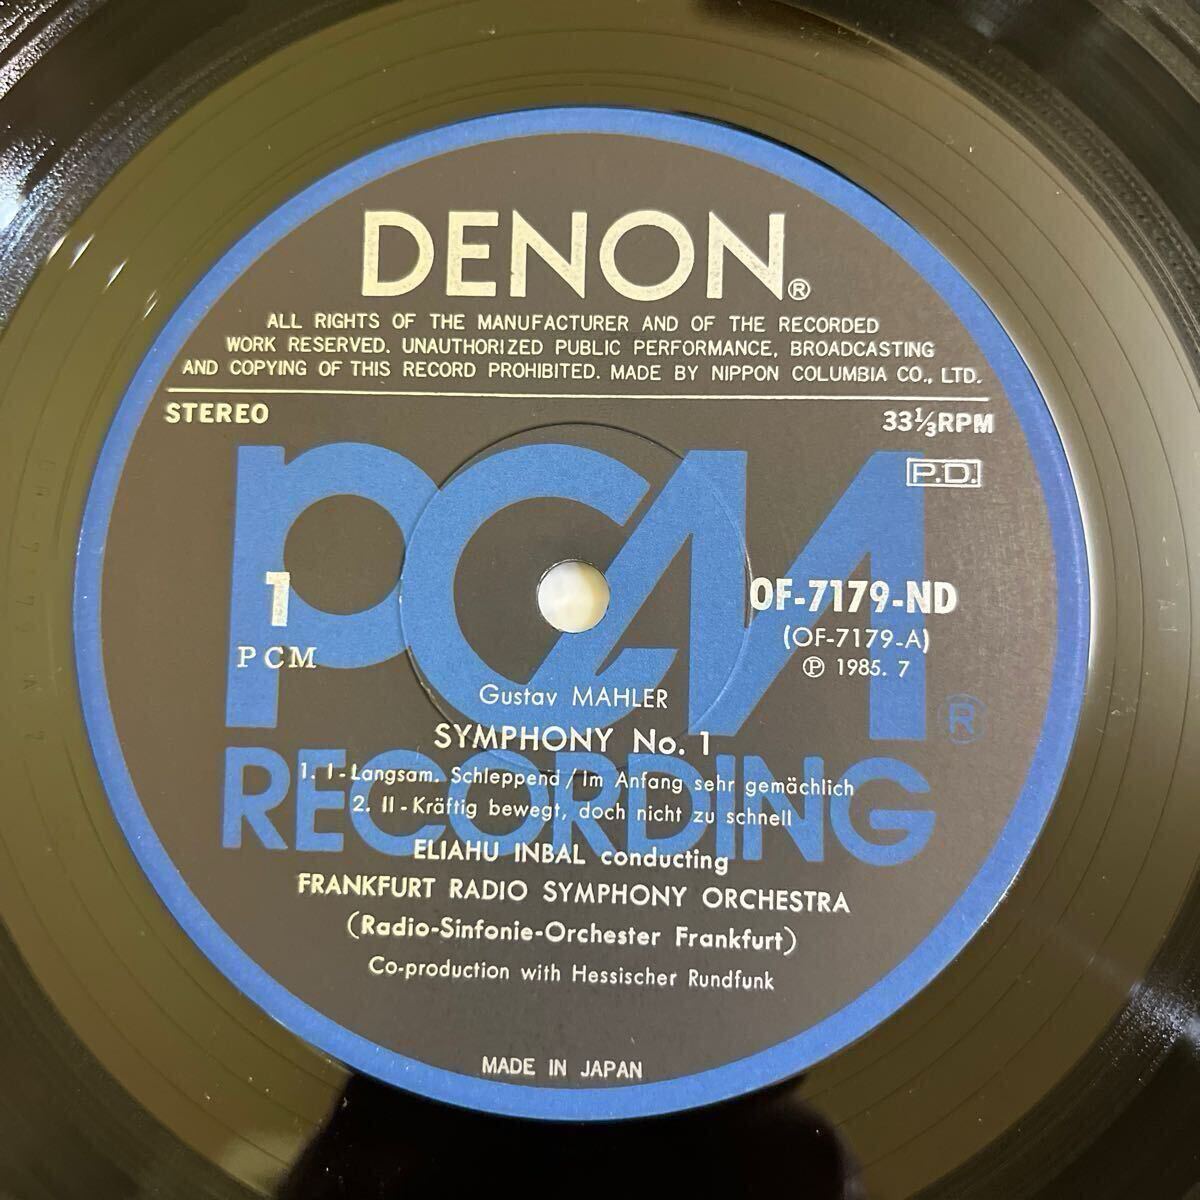 DENON®
ALL RIGHTS OF THE MANUFACTURER AND OF THE RECORDED
WORK RESERVED. UNAUTHORIZED PUBLIC PERFORMANCE, BROADCASTING
AND COPYING OF THIS RECORD PROHIBITED. MADE BY NIPPON COLUMBIA CO., LTD.
STEREO
33⅓RPM
P.D.
PCM®
RECORDING
1
PCM
OF-7179-ND
(OF-7179-A)
℗ 1985. 7
Gustav MAHLER
SYMPHONY No. 1
1. I-Langsam. Schleppend/Im Anfang sehr gemächlich
2. II-Kräftig bewegt, doch nicht zu schnell
ELIAHU INBAL conducting
FRANKFURT RADIO SYMPHONY ORCHESTRA
(Radio-Sinfonie-Orchester Frankfurt)
Co-production with Hessischer Rundfunk
MADE IN JAPAN